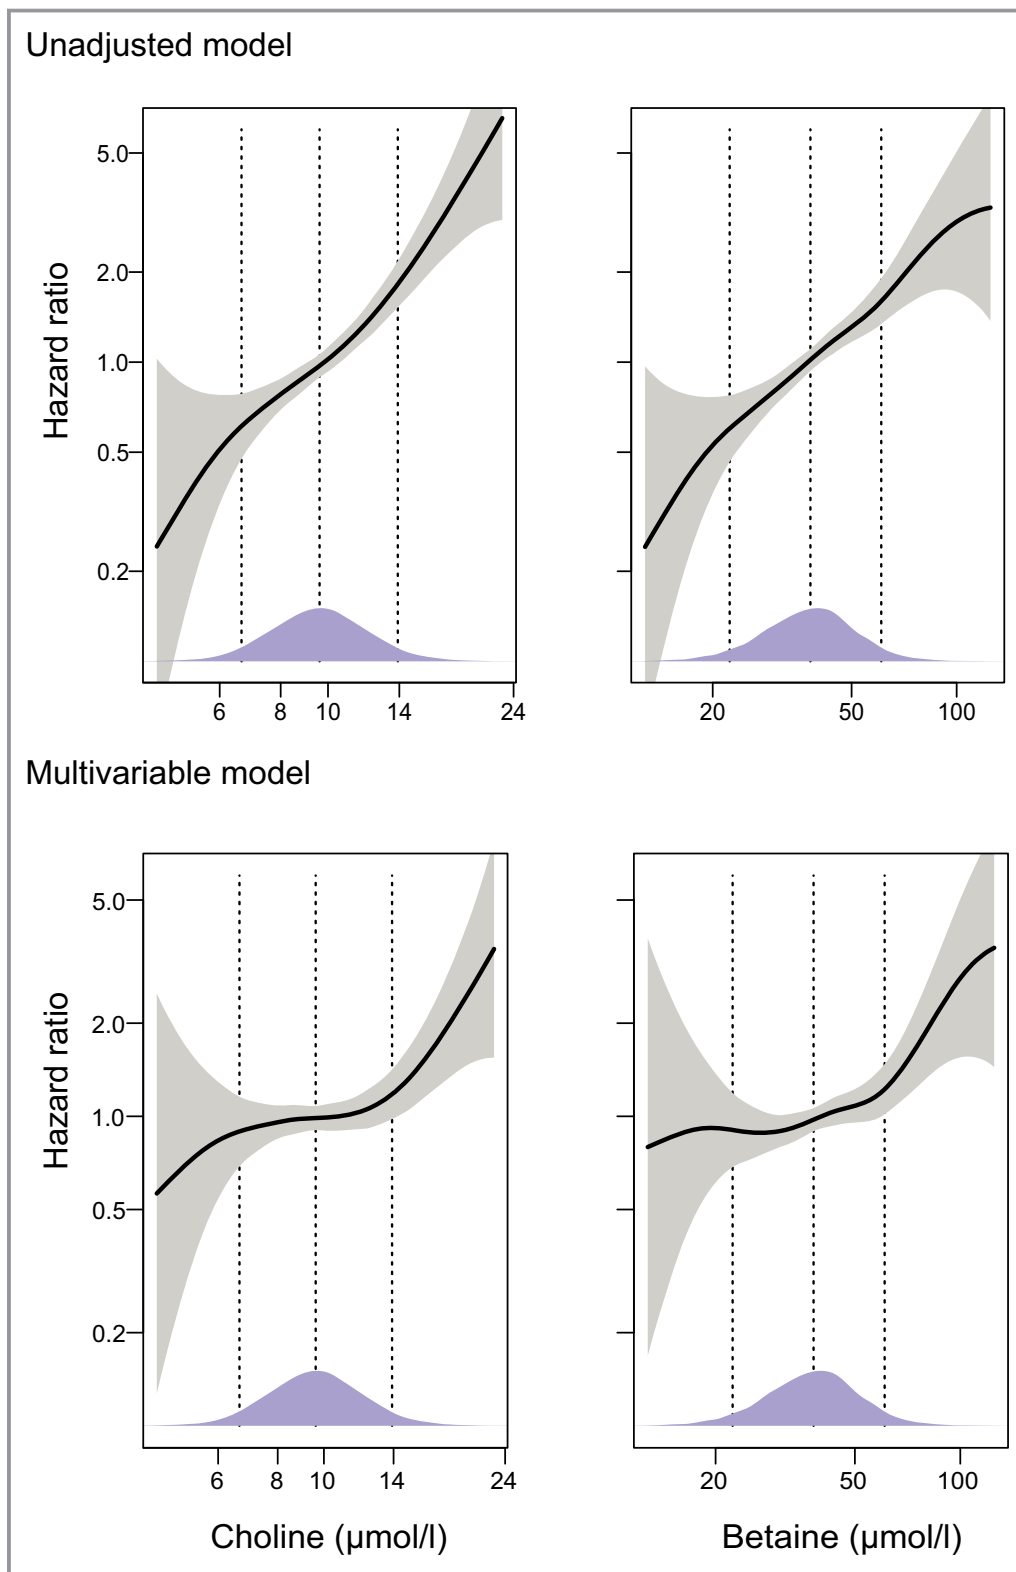 Unadjusted model
5.0
2.0
1.0
0.5
0.2
Hazard ratio
6 8 10 14 24
20 50 100
Multivariable model
5.0
2.0
1.0
0.5
0.2
Hazard ratio
6 8 10 14 24
20 50 100
Choline (µmol/l)
Betaine (µmol/l)